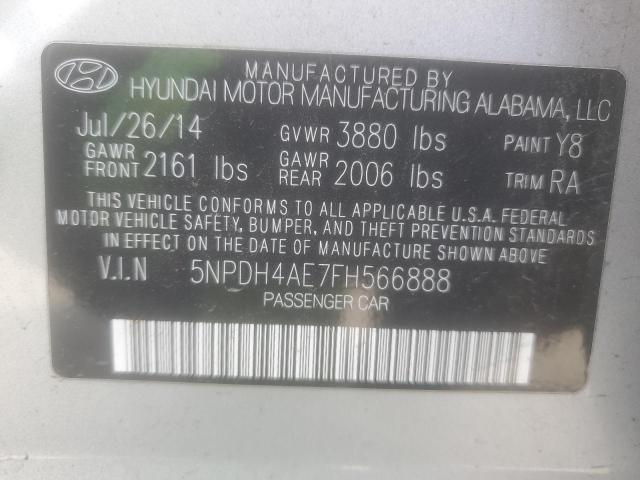 MANUFACTURED BY
HYUNDAI MOTOR MANUFACTURING ALABAMA, LLC
Jul/26/14 GVWR 3880 lbs PAINT Y8
GAWR FRONT 2161 lbs GAWR REAR 2006 lbs TRIM RA
THIS VEHICLE CONFORMS TO ALL APPLICABLE U.S.A. FEDERAL
MOTOR VEHICLE SAFETY, BUMPER, AND THEFT PREVENTION STANDARDS
IN EFFECT ON THE DATE OF MANUFACTURE SHOWN ABOVE
V.I.N 5NPDH4AE7FH566888
PASSENGER CAR